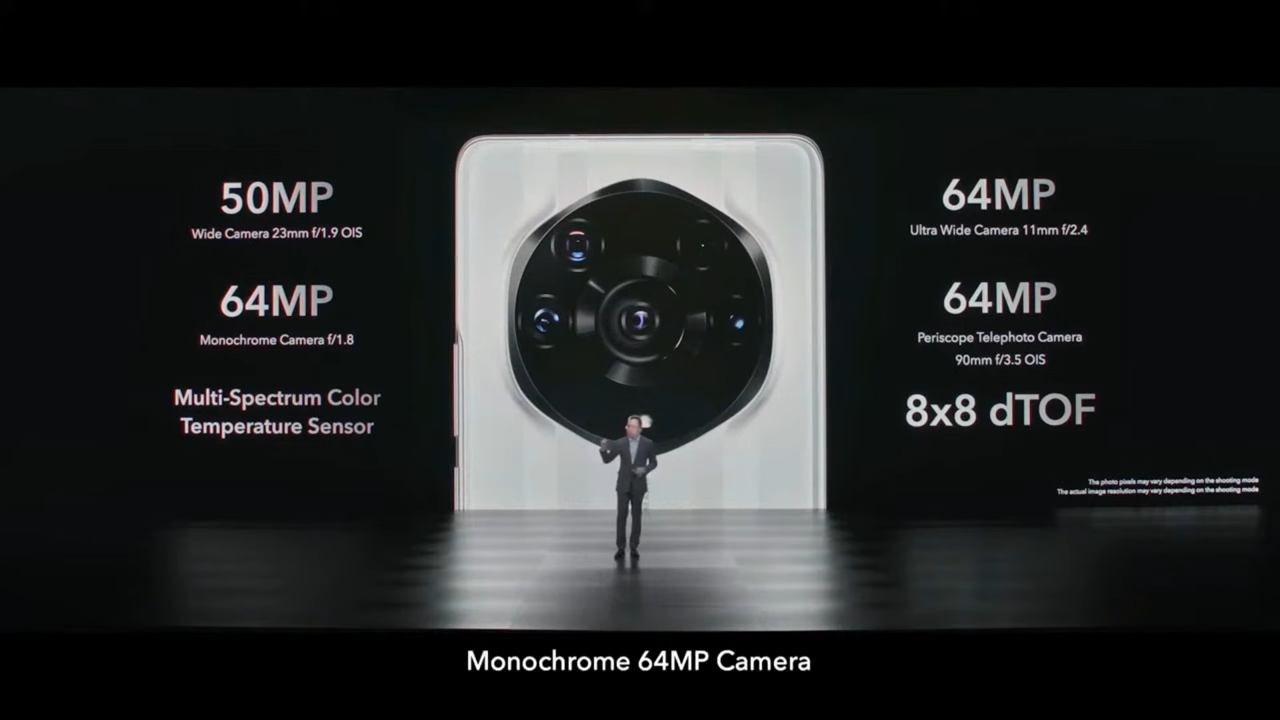 50MP
Wide Camera 23mm f/1.9 OIS
64MP
Monochrome Camera f/1.8
Multi-Spectrum Color
Temperature Sensor
64MP
Ultra Wide Camera 11mm f/2.4
64MP
Periscope Telephoto Camera
90mm f/3.5 OIS
8x8 dTOF
The photo pixels may vary depending on the shooting mode
The actual image resolution may vary depending on the shooting mode
Monochrome 64MP Camera